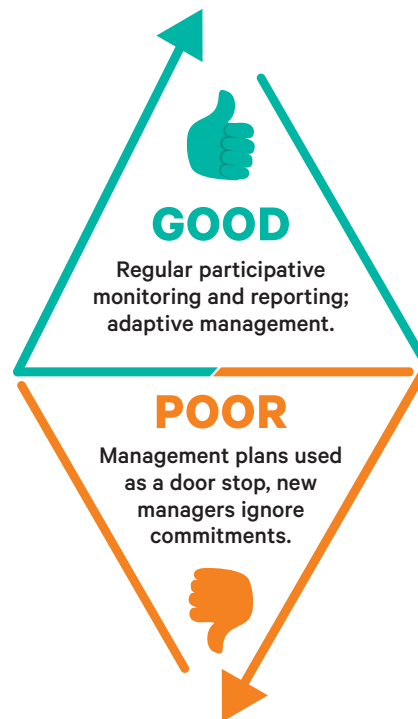 GOOD
Regular participative
monitoring and reporting;
adaptive management.
POOR
Management plans used
as a door stop, new
managers ignore
commitments.